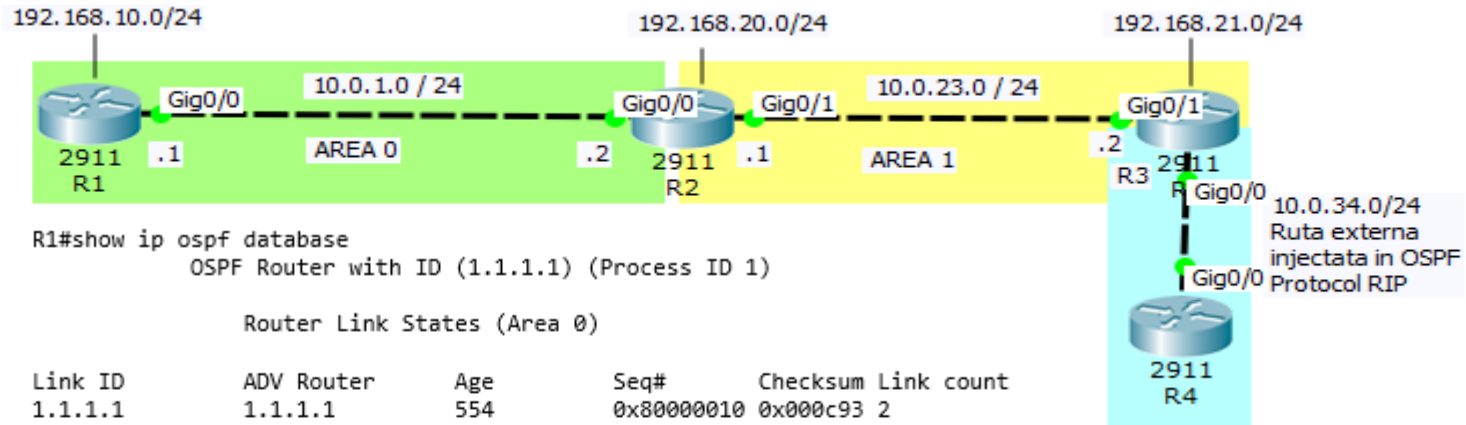 192.168.10.0/24
192.168.20.0/24
192.168.21.0/24
Gig0/0
10.0.1.0 / 24
Gig0/0
Gig0/1
10.0.23.0 / 24
Gig0/1
2911
R1
.1
AREA 0
.2
2911
R2
.1
AREA 1
.2
R3
2911
Gig0/0
10.0.34.0/24
Ruta externa
injectata in OSPF
Protocol RIP
Gig0/0
2911
R4
R1#show ip ospf database
OSPF Router with ID (1.1.1.1) (Process ID 1)
Router Link States (Area 0)
Link ID ADV Router Age Seq# Checksum Link count
1.1.1.1 1.1.1.1 554 0x80000010 0x000c93 2